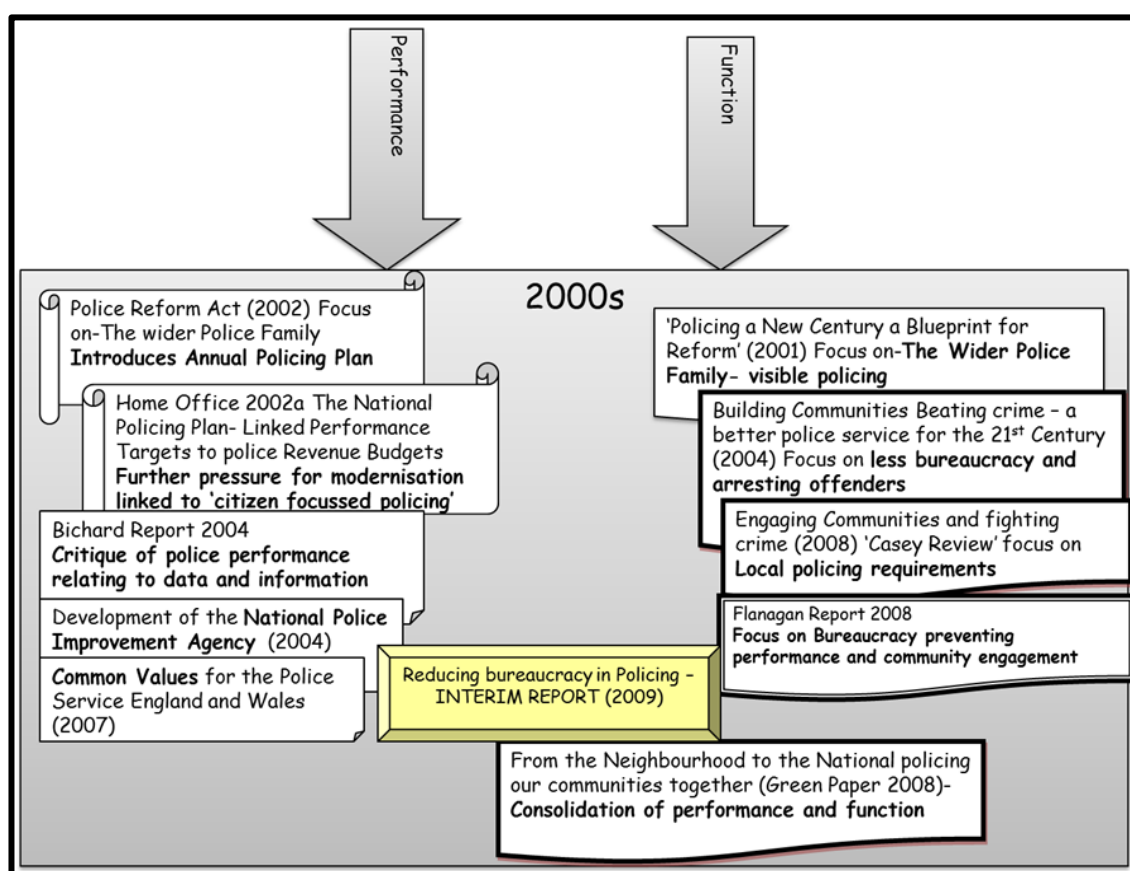 Performance
Function
2000s
Police Reform Act (2002) Focus
on-The wider Police Family
Introduces Annual Policing Plan
Home Office 2002a The National
Policing Plan- Linked Performance
Targets to police Revenue Budgets
Further pressure for modernisation
linked to ‘citizen focussed policing’
Bichard Report 2004
Critique of police performance
relating to data and information
Development of the National Police
Improvement Agency (2004)
Common Values for the Police
Service England and Wales
(2007)
‘Policing a New Century a Blueprint for
Reform’ (2001) Focus on-The Wider Police
Family- visible policing
Building Communities Beating crime – a
better police service for the 21st Century
(2004) Focus on less bureaucracy and
arresting offenders
Engaging Communities and fighting
crime (2008) ‘Casey Review’ focus on
Local policing requirements
Flanagan Report 2008
Focus on Bureaucracy preventing
performance and community engagement
Reducing bureaucracy in Policing –
INTERIM REPORT (2009)
From the Neighbourhood to the National policing
our communities together (Green Paper 2008)-
Consolidation of performance and function